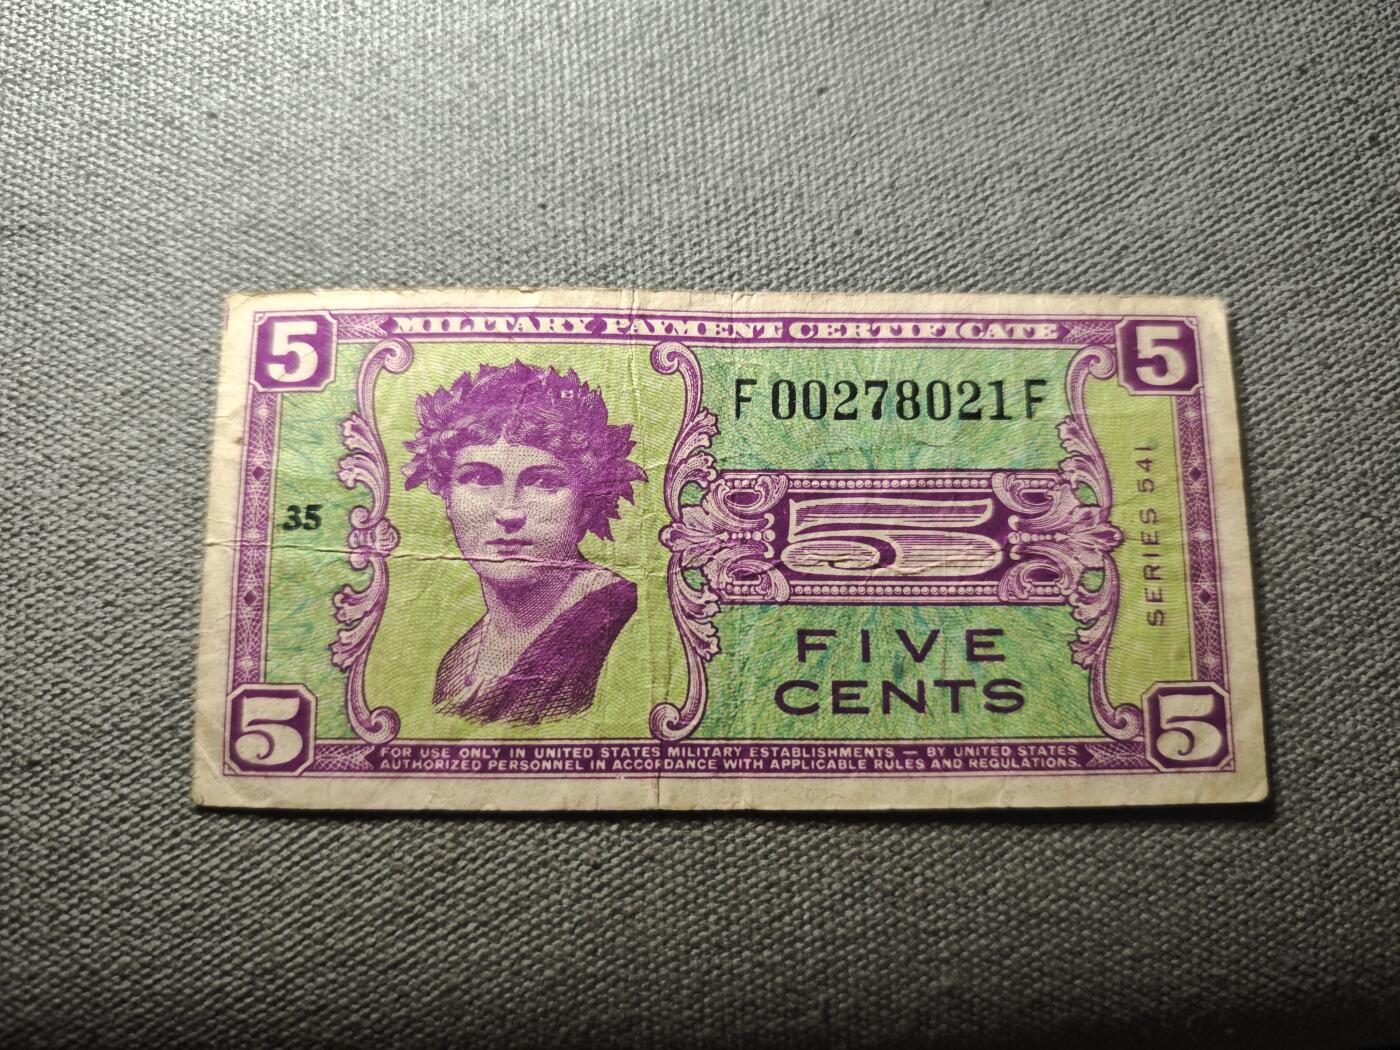 5 MILITARY PAYMENT CERTIFICATE 5
F00278021F
35
5
SERIES 541
FIVE
CENTS
5 5
FOR USE ONLY IN UNITED STATES MILITARY ESTABLISHMENTS — BY UNITED STATES
AUTHORIZED PERSONNEL IN ACCORDANCE WITH APPLICABLE RULES AND REGULATIONS.